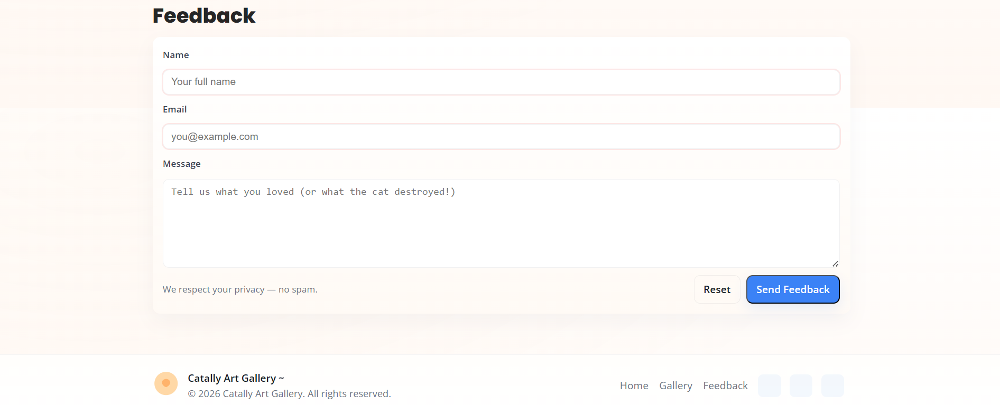 Feedback
Name
Your full name
Email
you@example.com
Message
Tell us what you loved (or what the cat destroyed!)
We respect your privacy — no spam.
Reset
Send Feedback
Catally Art Gallery ~
© 2026 Catally Art Gallery. All rights reserved.
Home Gallery Feedback